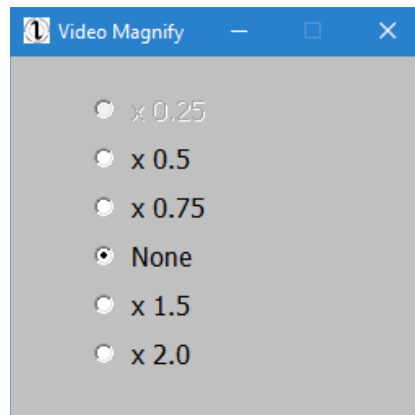 Video Magnify
x 0.25
x 0.5
x 0.75
None
x 1.5
x 2.0